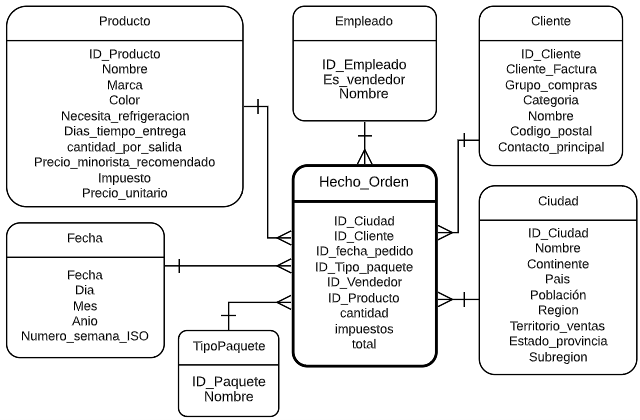 Producto
ID_Producto
Nombre
Marca
Color
Necesita_refrigeracion
Dias_tiempo_entrega
cantidad_por_salida
Precio_minorista_recomendado
Impuesto
Precio_unitario
Empleado
ID_Empleado
Es_vendedor
Nombre
Cliente
ID_Cliente
Cliente_Factura
Grupo_compras
Categoria
Nombre
Codigo_postal
Contacto_principal
Hecho_Orden
ID_Ciudad
ID_Cliente
ID_fecha_pedido
ID_Tipo_paquete
ID_Vendedor
ID_Producto
cantidad
impuestos
total
Ciudad
ID_Ciudad
Nombre
Continente
Pais
Población
Region
Territorio_ventas
Estado_provincia
Subregion
Fecha
Fecha
Dia
Mes
Anio
Numero_semana_ISO
TipoPaquete
ID_Paquete
Nombre